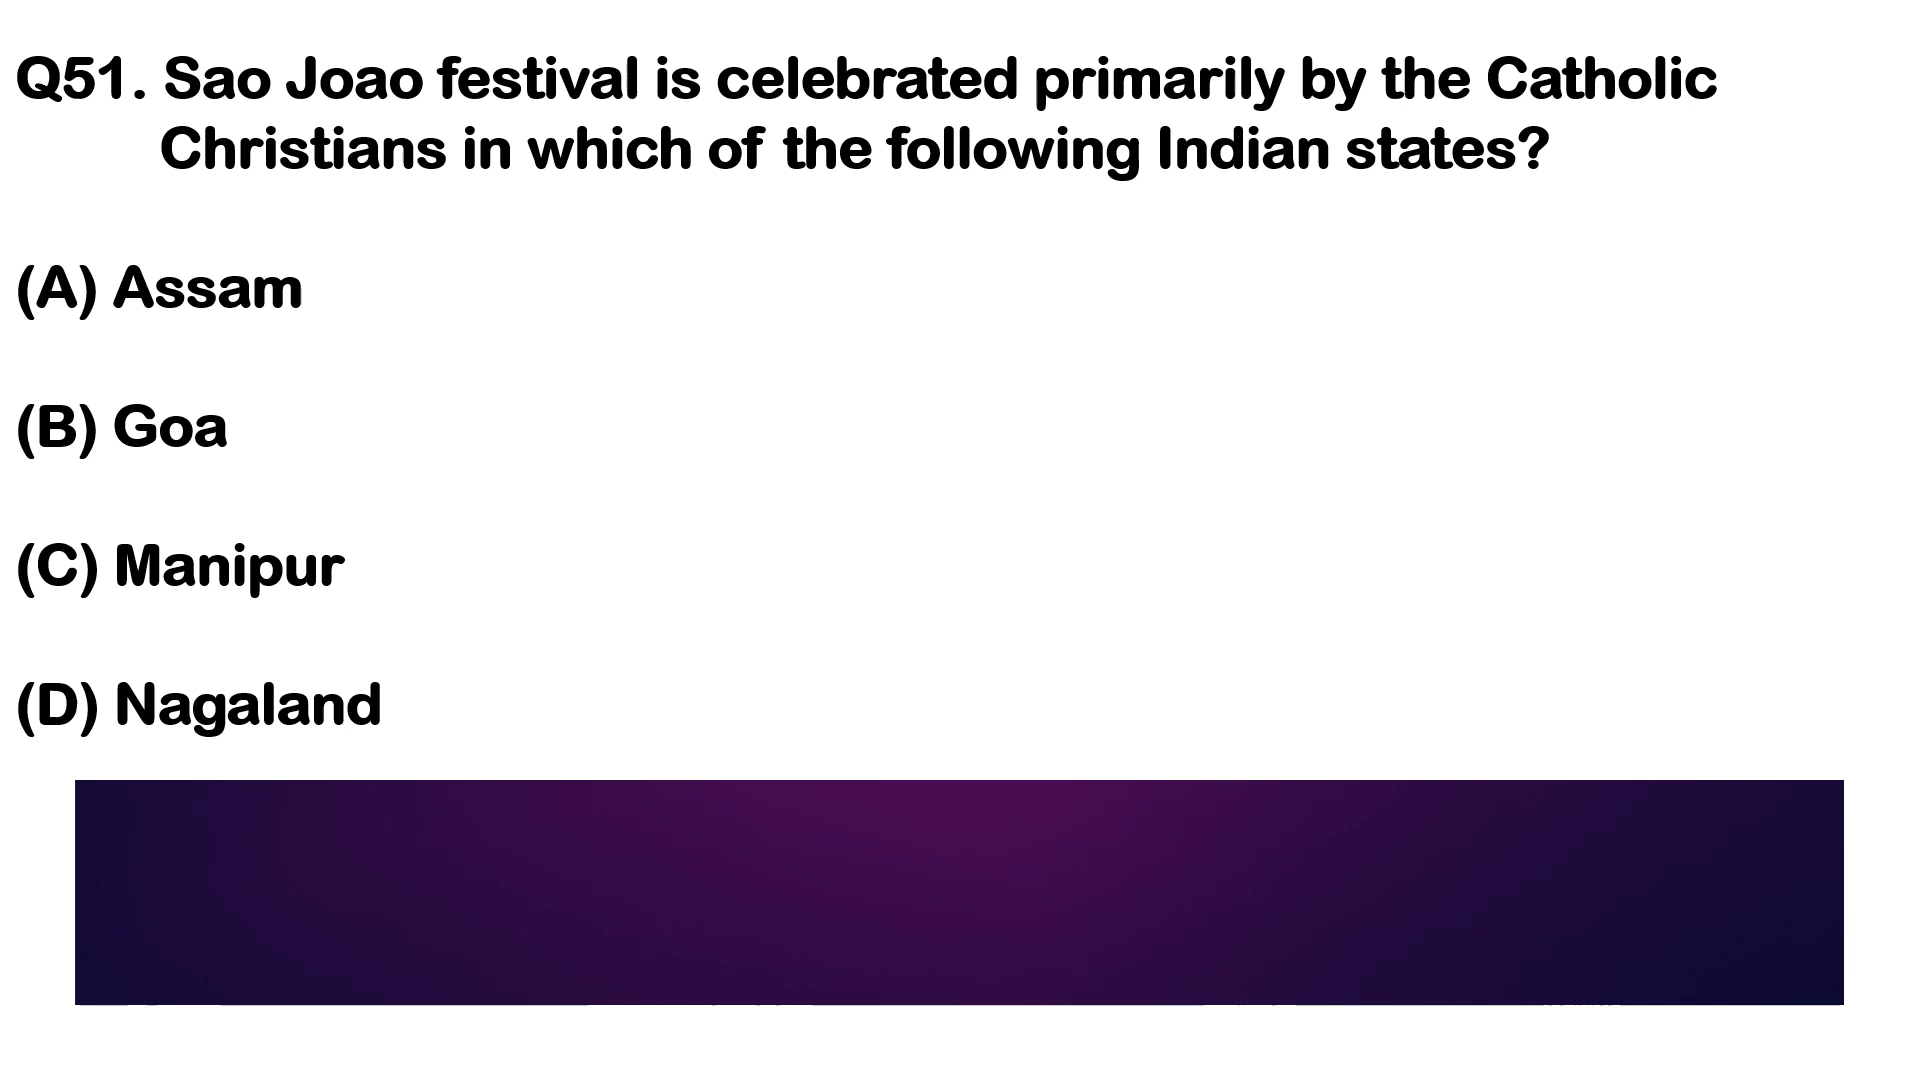 Q51. Sao Joao festival is celebrated primarily by the Catholic
Christians in which of the following Indian states?
(A) Assam
(B) Goa
(C) Manipur
(D) Nagaland